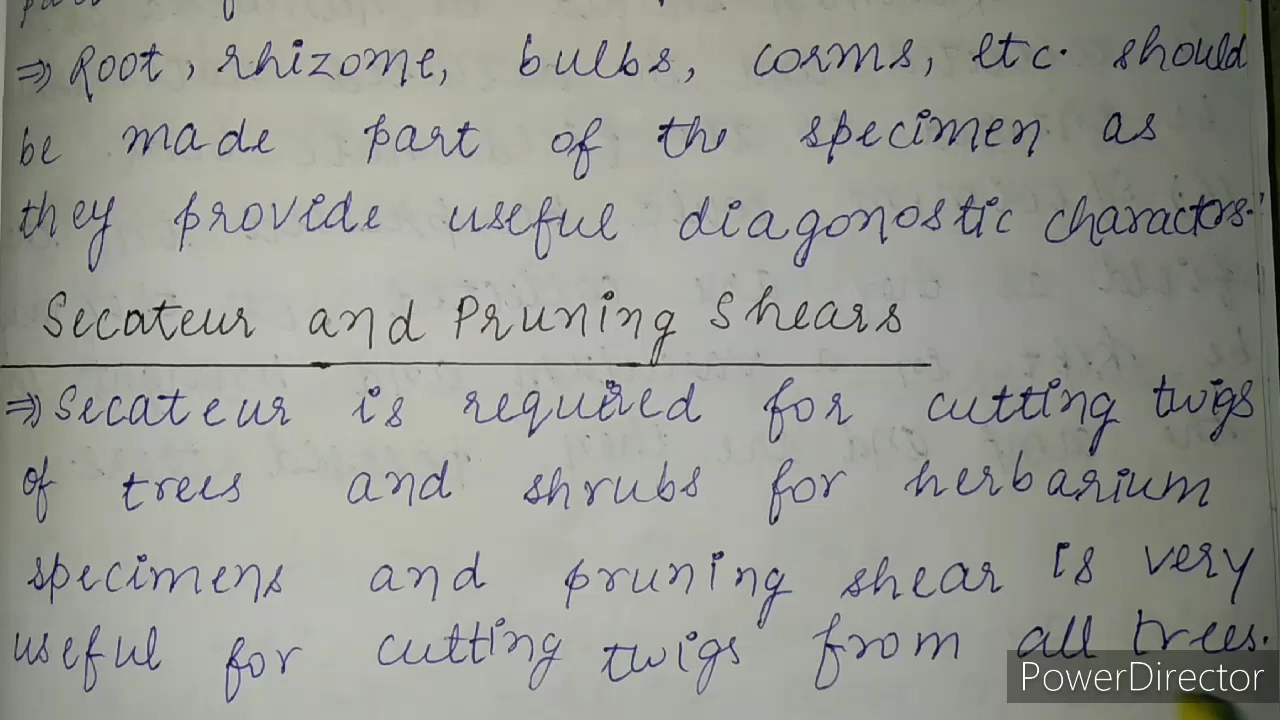 ⇒ Root, rhizome, bulbs, corms, etc. should
be made part of the specimen as
they provide useful diagonostic charactors.
Secateur and Pruning Shears
⇒ Secateur is required for cutting twigs
of trees and shrubs for herbarium
specimens and pruning shear is very
useful for cutting twigs from all trees.
PowerDirector